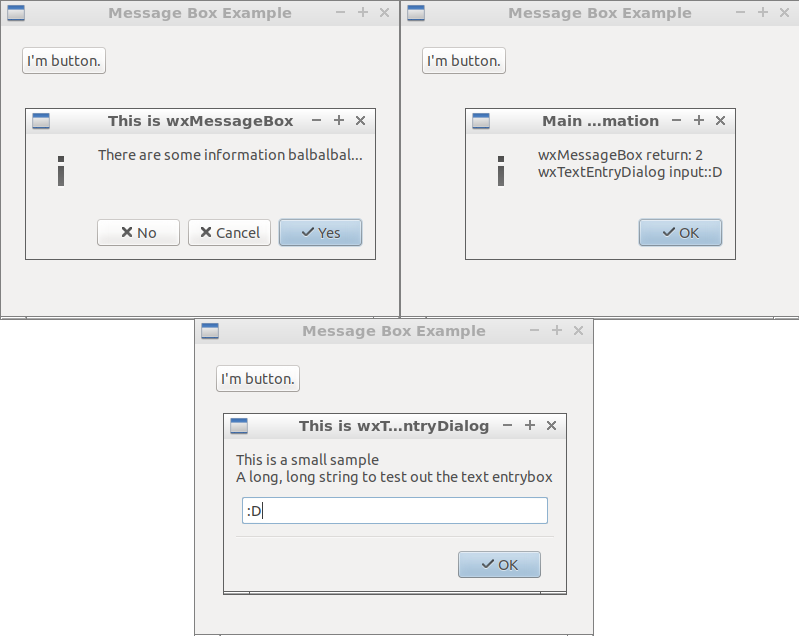 Message Box Example
I'm button.
This is wxMessageBox
There are some information balbalbal...
No
Cancel
Yes
Message Box Example
I'm button.
Main ...mation
wxMessageBox return: 2
wxTextEntryDialog input::D
OK
Message Box Example
I'm button.
This is wxT...ntryDialog
This is a small sample
A long, long string to test out the text entrybox
:D
OK